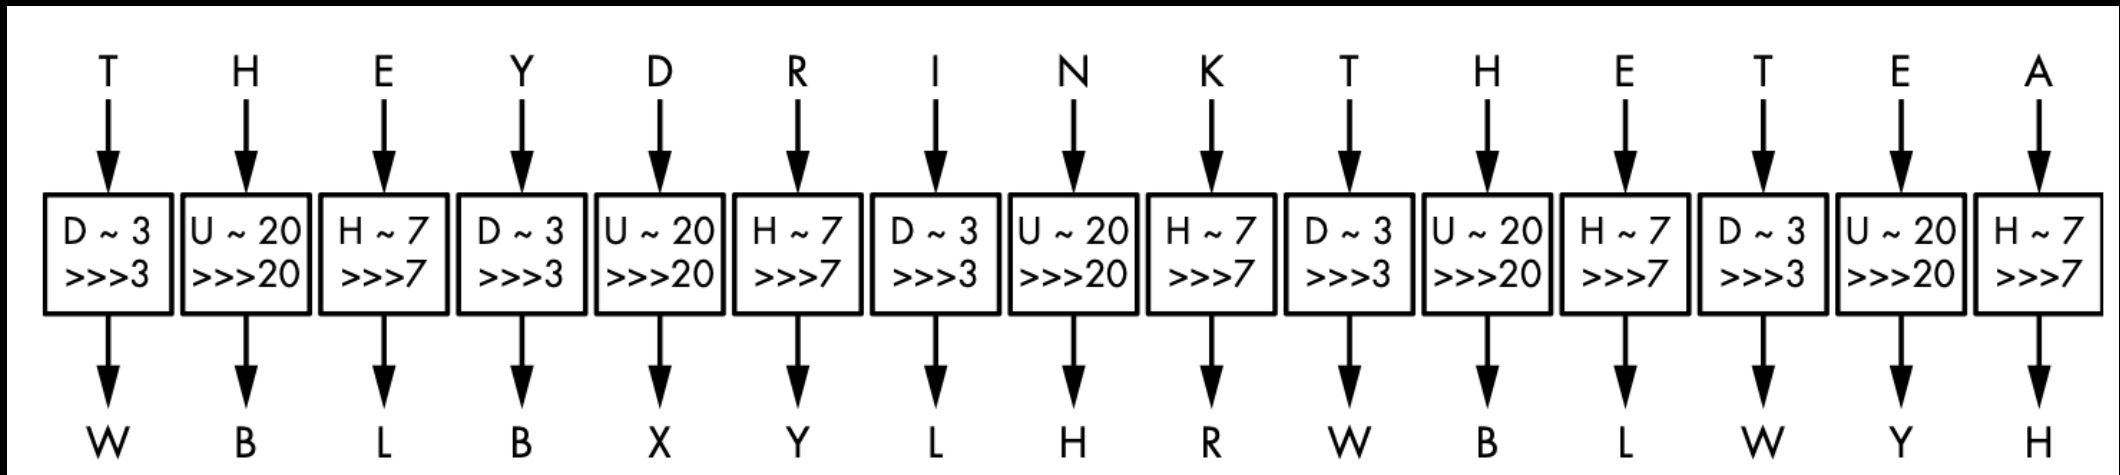 T H E Y D R I N K T H E T E A
D ~ 3 U ~ 20 H ~ 7 D ~ 3 U ~ 20 H ~ 7 D ~ 3 U ~ 20 H ~ 7 D ~ 3 U ~ 20 H ~ 7 D ~ 3 U ~ 20 H ~ 7
>>>3 >>>20 >>>7 >>>3 >>>20 >>>7 >>>3 >>>20 >>>7 >>>3 >>>20 >>>7 >>>3 >>>20 >>>7
W B L B X Y L H R W B L W Y H